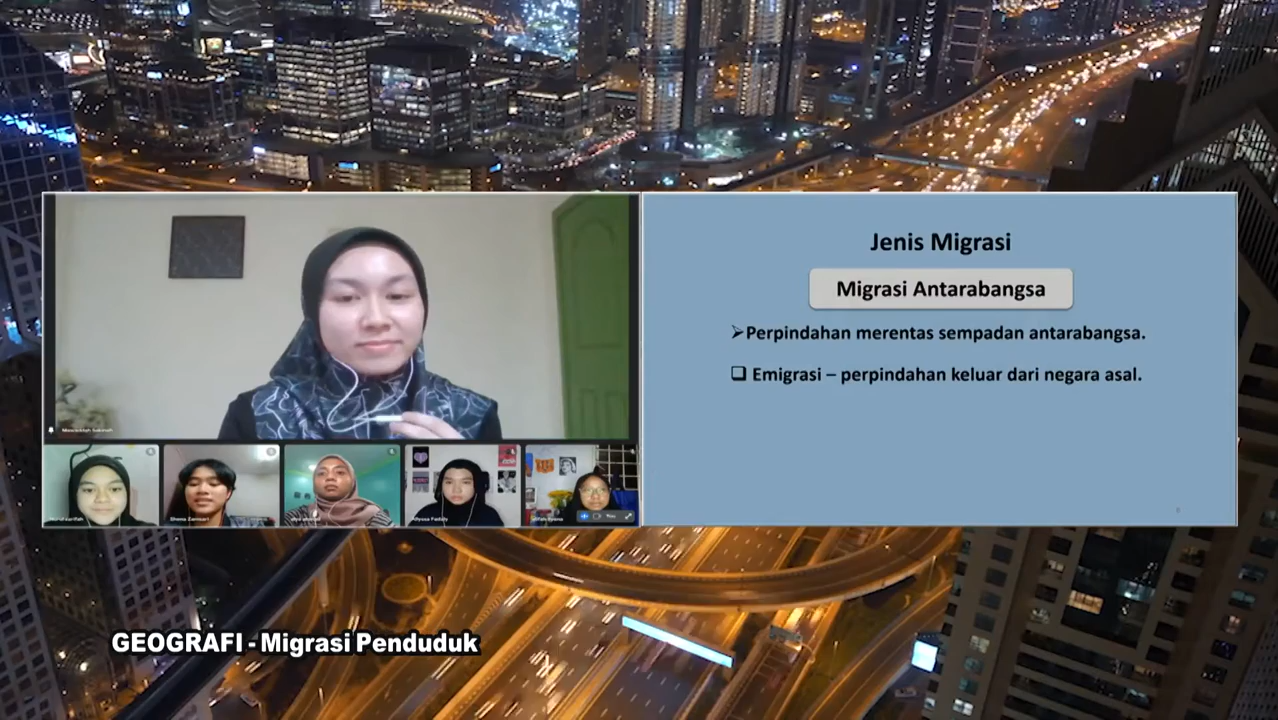 Jenis Migrasi
Migrasi Antarabangsa
➢Perpindahan merentas sempadan antarabangsa.
❑ Emigrasi – perpindahan keluar dari negara asal.
GEOGRAFI - Migrasi Penduduk